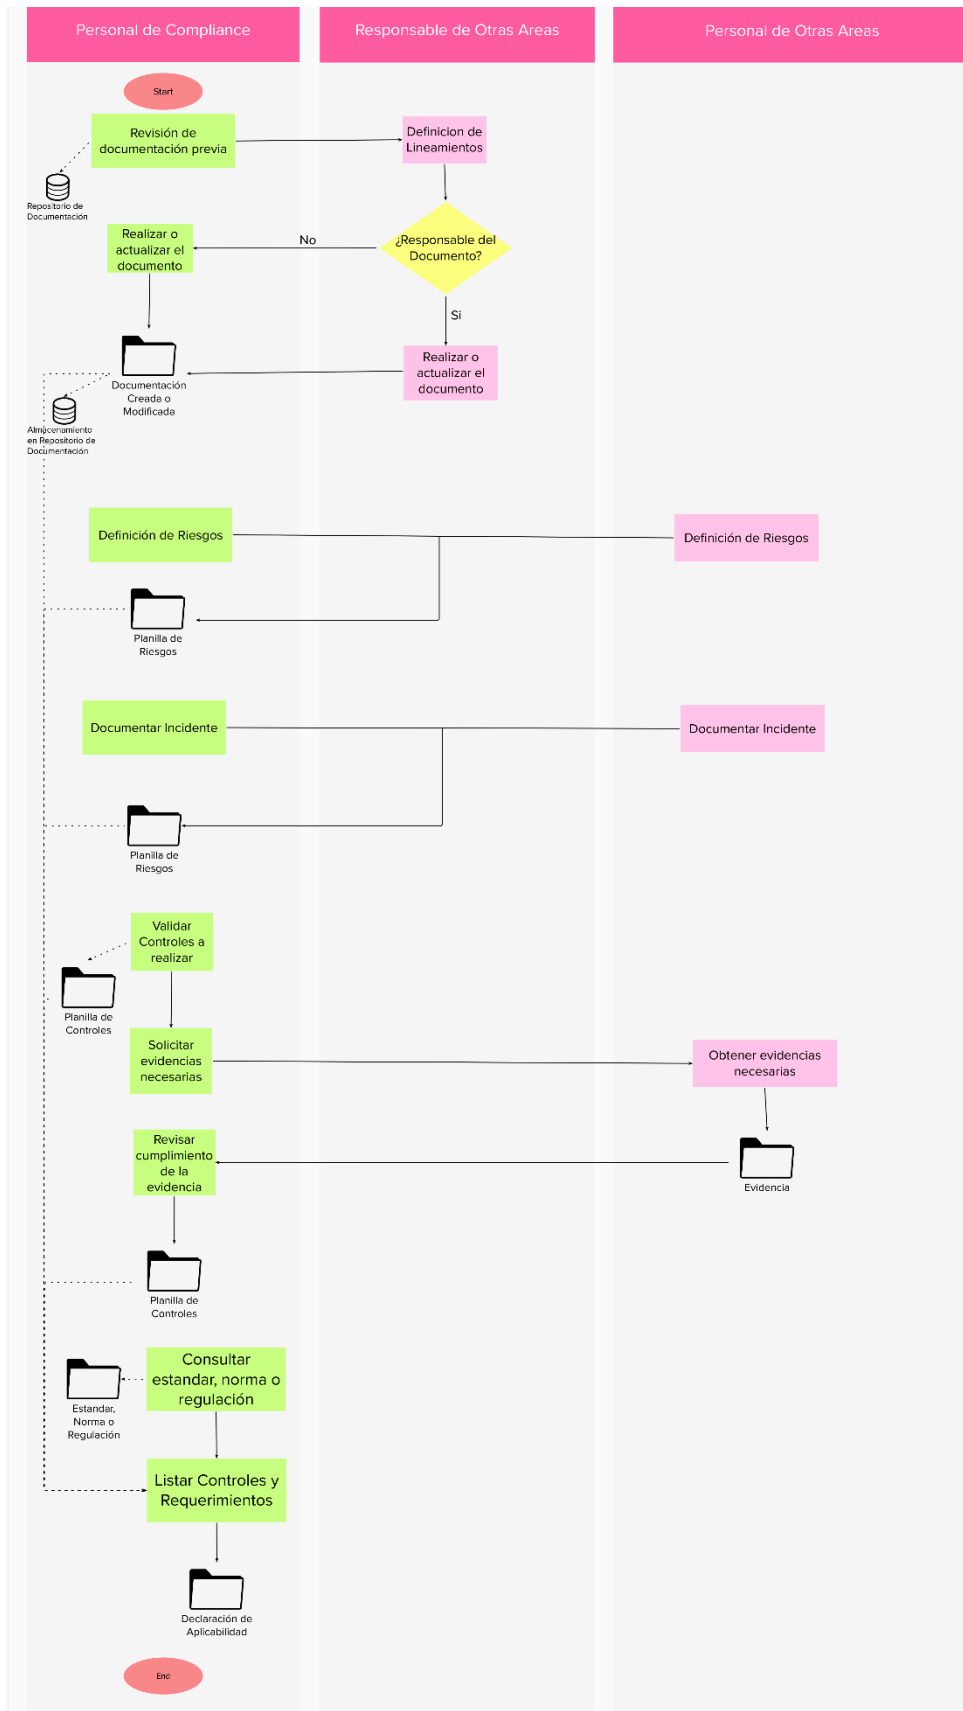 Personal de Compliance
Responsable de Otras Areas
Personal de Otras Areas
Start
Revisión de
documentación previa
Definicion de
Lineamientos
Repositorio de
Documentación
Realizar o
actualizar el
documento
No
¿Responsable del
Documento?
Si
Realizar o
actualizar el
documento
Documentación
Creada o
Modificada
Almacenamiento
en Repositorio de
Documentación
Definición de Riesgos
Definición de Riesgos
Planilla de
Riesgos
Documentar Incidente
Documentar Incidente
Planilla de
Riesgos
Validar
Controles a
realizar
Planilla de
Controles
Solicitar
evidencias
necesarias
Obtener evidencias
necesarias
Revisar
cumplimiento
de la
evidencia
Evidencia
Planilla de
Controles
Consultar
estandar, norma o
regulación
Estandar,
Norma o
Regulación
Listar Controles y
Requerimientos
Declaración de
Aplicabilidad
End